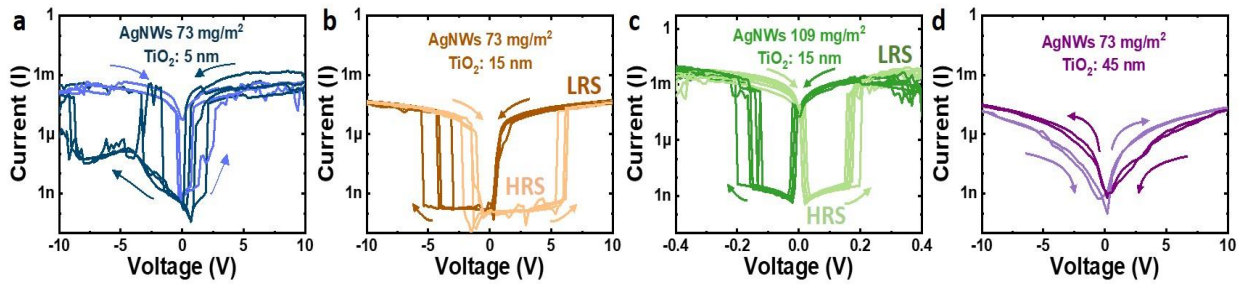 a
AgNWs 73 mg/m²
TiO₂: 5 nm
Current (I)
1
1m
1µ
1n
-10
-5
0
5
10
Voltage (V)
b
AgNWs 73 mg/m²
TiO₂: 15 nm
LRS
HRS
Current (I)
1
1m
1µ
1n
-10
-5
0
5
10
Voltage (V)
c
AgNWs 109 mg/m²
TiO₂: 15 nm
LRS
HRS
Current (I)
1
1m
1µ
1n
-0.4
-0.2
0.0
0.2
0.4
Voltage (V)
d
AgNWs 73 mg/m²
TiO₂: 45 nm
Current (I)
1
1m
1µ
1n
-10
-5
0
5
10
Voltage (V)